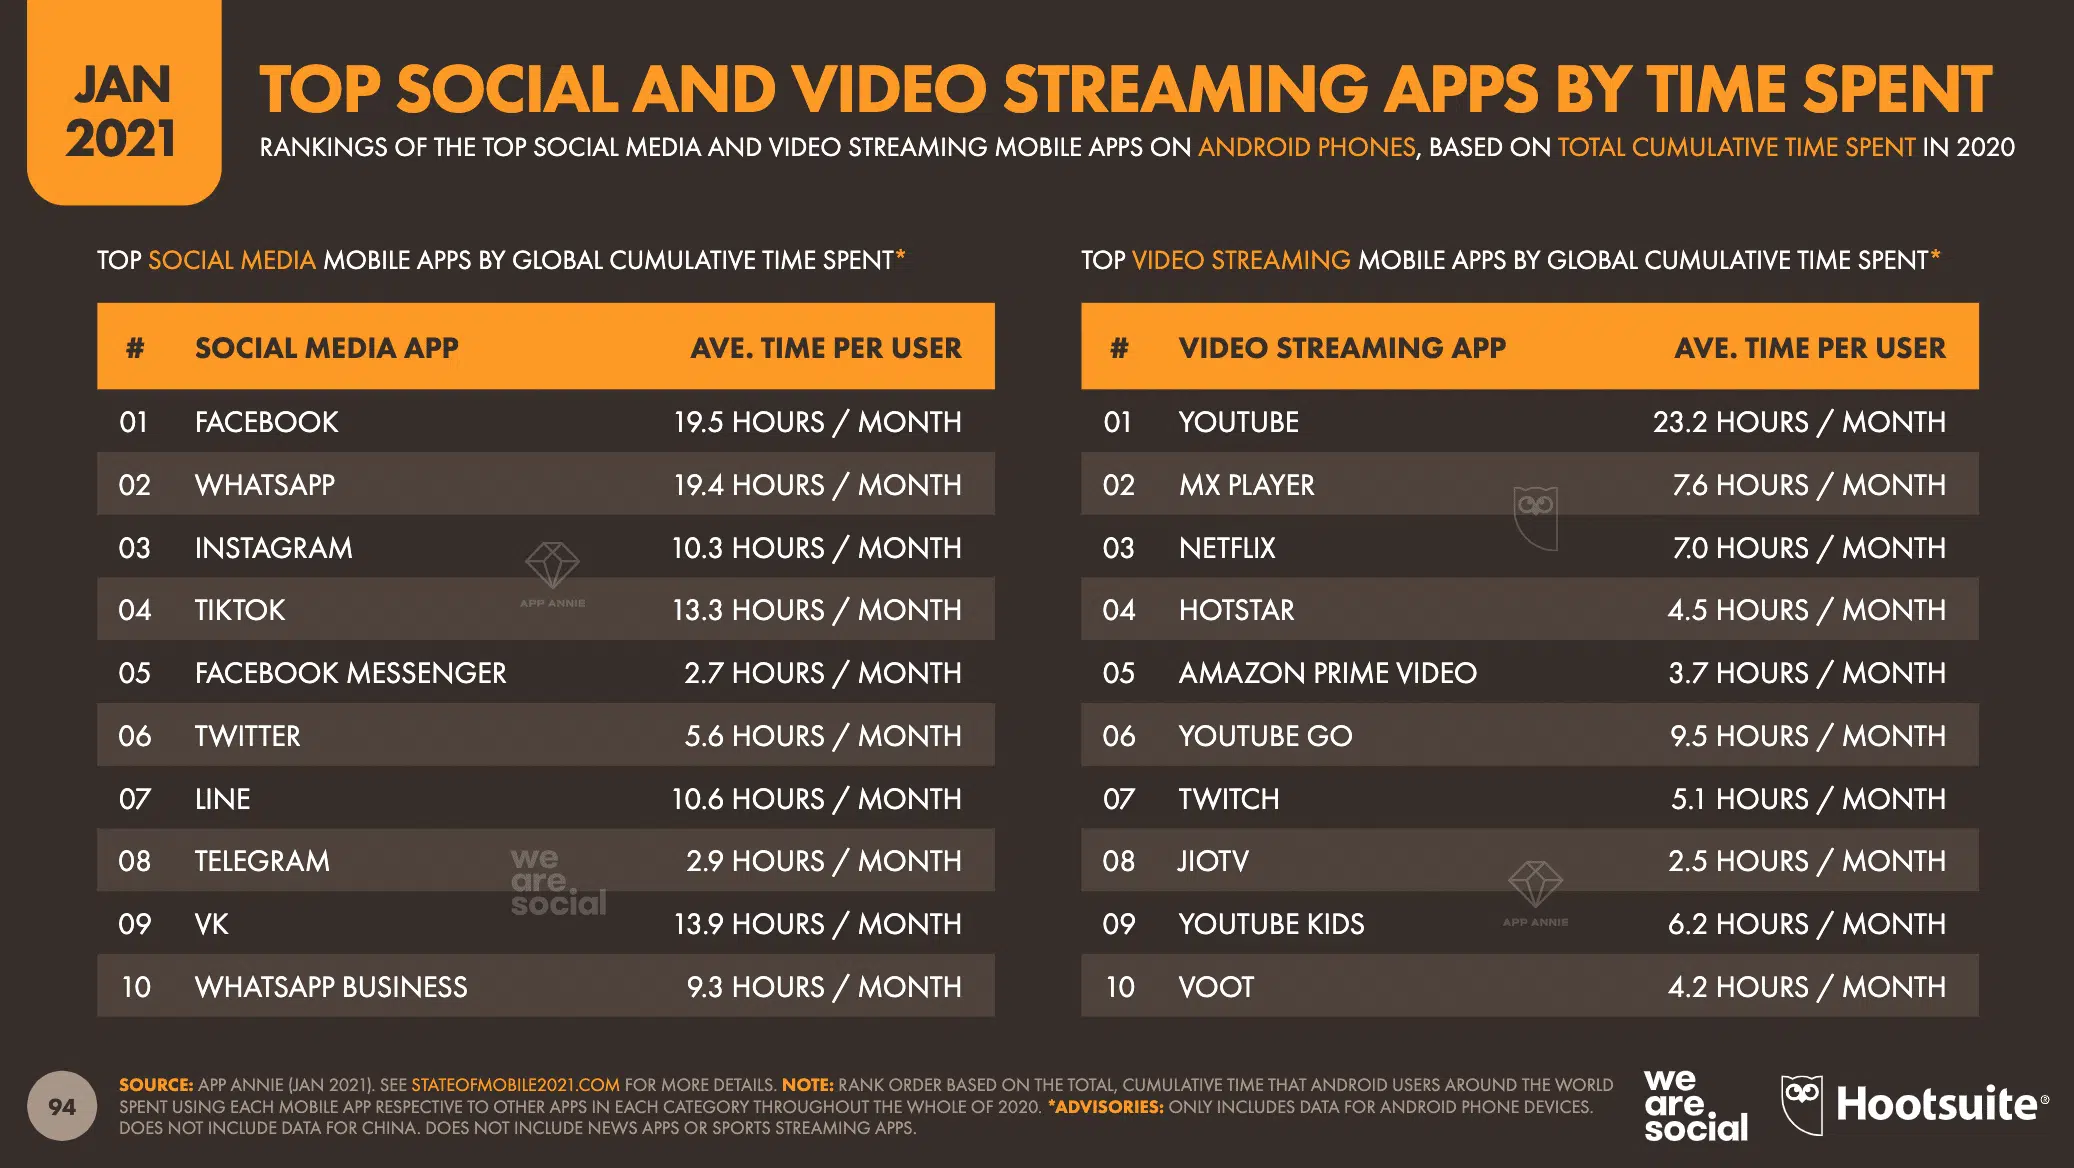 JAN
2021
TOP SOCIAL AND VIDEO STREAMING APPS BY TIME SPENT
RANKINGS OF THE TOP SOCIAL MEDIA AND VIDEO STREAMING MOBILE APPS ON ANDROID PHONES, BASED ON TOTAL CUMULATIVE TIME SPENT IN 2020
TOP SOCIAL MEDIA MOBILE APPS BY GLOBAL CUMULATIVE TIME SPENT*
# SOCIAL MEDIA APP AVE. TIME PER USER
01 FACEBOOK 19.5 HOURS / MONTH
02 WHATSAPP 19.4 HOURS / MONTH
03 INSTAGRAM 10.3 HOURS / MONTH
04 TIKTOK 13.3 HOURS / MONTH
APP ANNIE
05 FACEBOOK MESSENGER 2.7 HOURS / MONTH
06 TWITTER 5.6 HOURS / MONTH
07 LINE 10.6 HOURS / MONTH
08 TELEGRAM 2.9 HOURS / MONTH
we
are.
social
09 VK 13.9 HOURS / MONTH
10 WHATSAPP BUSINESS 9.3 HOURS / MONTH
TOP VIDEO STREAMING MOBILE APPS BY GLOBAL CUMULATIVE TIME SPENT*
# VIDEO STREAMING APP AVE. TIME PER USER
01 YOUTUBE 23.2 HOURS / MONTH
02 MX PLAYER 7.6 HOURS / MONTH
03 NETFLIX 7.0 HOURS / MONTH
04 HOTSTAR 4.5 HOURS / MONTH
05 AMAZON PRIME VIDEO 3.7 HOURS / MONTH
06 YOUTUBE GO 9.5 HOURS / MONTH
07 TWITCH 5.1 HOURS / MONTH
08 JIOTV 2.5 HOURS / MONTH
09 YOUTUBE KIDS 6.2 HOURS / MONTH
APP ANNIE
10 VOOT 4.2 HOURS / MONTH
94
SOURCE: APP ANNIE (JAN 2021). SEE STATEOFMOBILE2021.COM FOR MORE DETAILS. NOTE: RANK ORDER BASED ON THE TOTAL, CUMULATIVE TIME THAT ANDROID USERS AROUND THE WORLD
SPENT USING EACH MOBILE APP RESPECTIVE TO OTHER APPS IN EACH CATEGORY THROUGHOUT THE WHOLE OF 2020. *ADVISORIES: ONLY INCLUDES DATA FOR ANDROID PHONE DEVICES.
DOES NOT INCLUDE DATA FOR CHINA. DOES NOT INCLUDE NEWS APPS OR SPORTS STREAMING APPS.
we
are.
social
Hootsuite®